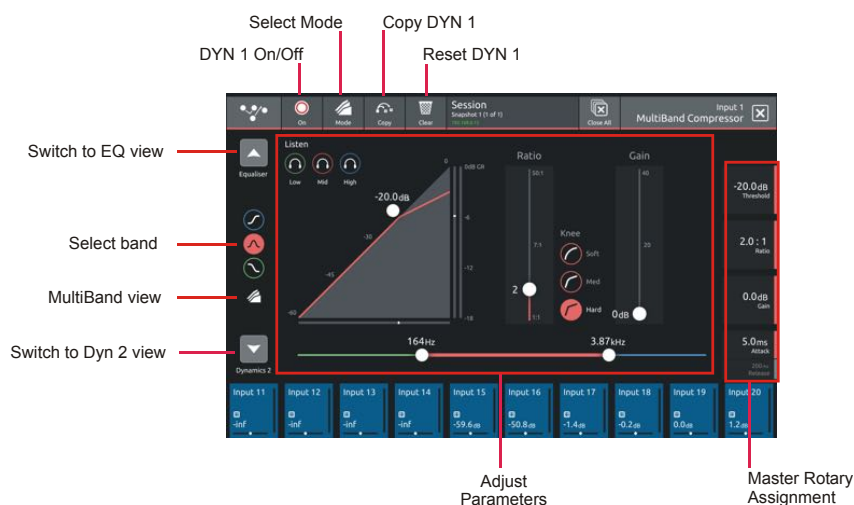 Select Mode
Copy DYN 1
DYN 1 On/Off
Reset DYN 1
On
Mode
Copy
Clear
Session
Snapshot 1 (1 of 1)
Close All
Input 1
MultiBand Compressor
Switch to EQ view
Equaliser
Listen
Low
Mid
High
0
0dB GR
-20.0dB
-6
-30
-12
-45
-60
-18
Ratio
50:1
7:1
2
1:1
Knee
Soft
Med
Hard
Gain
40
20
0dB
-20.0dB
Threshold
2.0 : 1
Ratio
0.0dB
Gain
5.0ms
Attack
200ms
Release
Select band
MultiBand view
Switch to Dyn 2 view
Dynamics 2
164Hz
3.87kHz
Input 11
-inf
Input 12
-inf
Input 13
-inf
Input 14
-inf
Input 15
-59.6dB
Input 16
-50.8dB
Input 17
-1.4dB
Input 18
-0.2dB
Input 19
0.0dB
Input 20
1.2dB
Adjust
Parameters
Master Rotary
Assignment